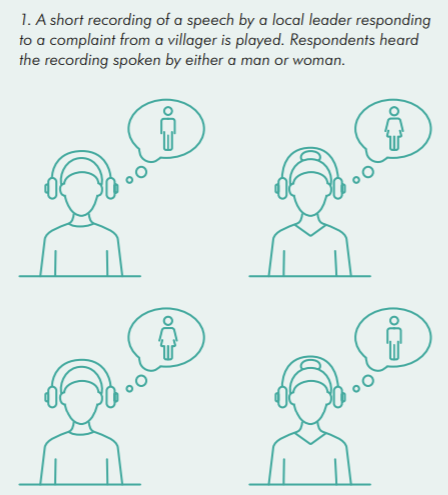 1. A short recording of a speech by a local leader responding
to a complaint from a villager is played. Respondents heard
the recording spoken by either a man or woman.